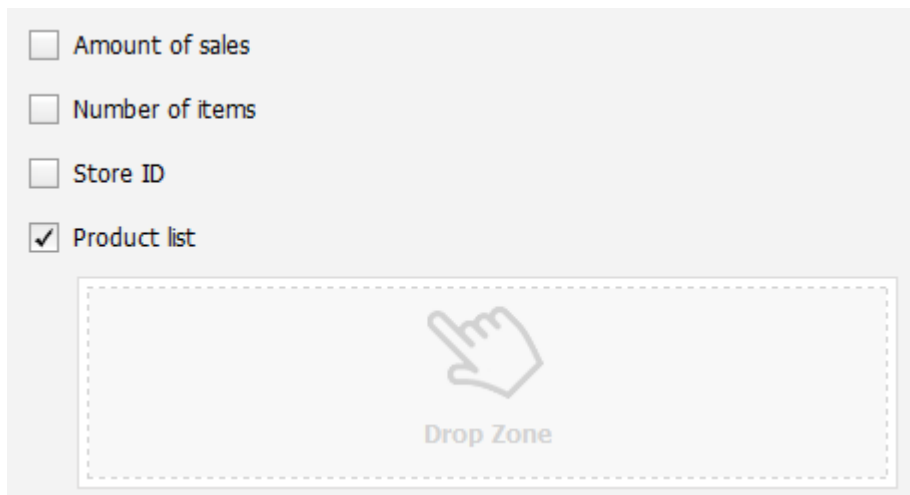 Amount of sales
Number of items
Store ID
Product list
Drop Zone